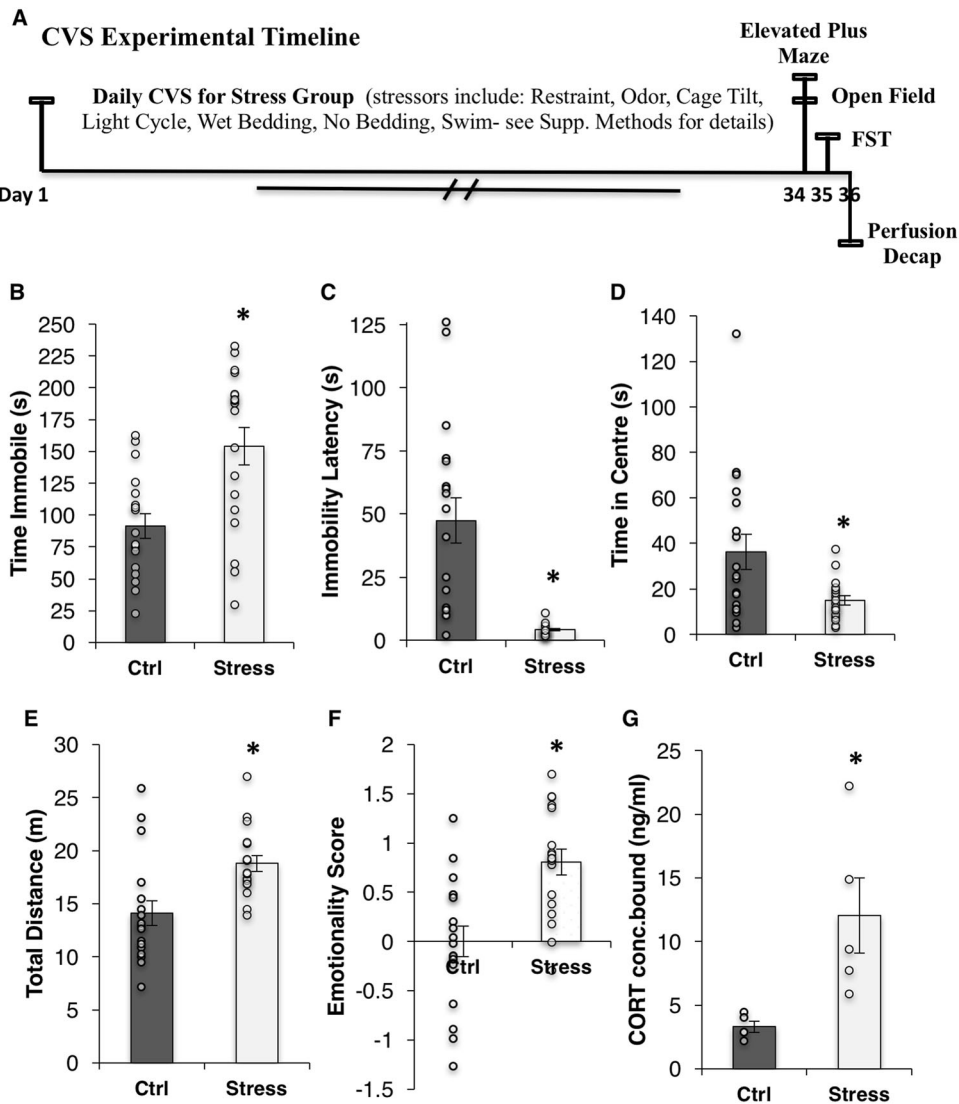 A
CVS Experimental Timeline
Elevated Plus
Maze
Daily CVS for Stress Group (stressors include: Restraint, Odor, Cage Tilt,
Light Cycle, Wet Bedding, No Bedding, Swim- see Supp. Methods for details)
Open Field
FST
Day 1
34 35 36
Perfusion
Decap
B
Time Immobile (s)
250
225
200
175
150
125
100
75
50
25
0
*
Ctrl
Stress
C
Immobility Latency (s)
125
100
75
50
25
0
*
Ctrl
Stress
D
Time in Centre (s)
140
120
100
80
60
40
20
0
*
Ctrl
Stress
E
Total Distance (m)
30
25
20
15
10
5
0
*
Ctrl
Stress
F
Emotionality Score
2
1.5
1
0.5
0
-0.5
-1
-1.5
*
Ctrl
Stress
G
CORT conc.bound (ng/ml)
25
20
15
10
5
0
*
Ctrl
Stress